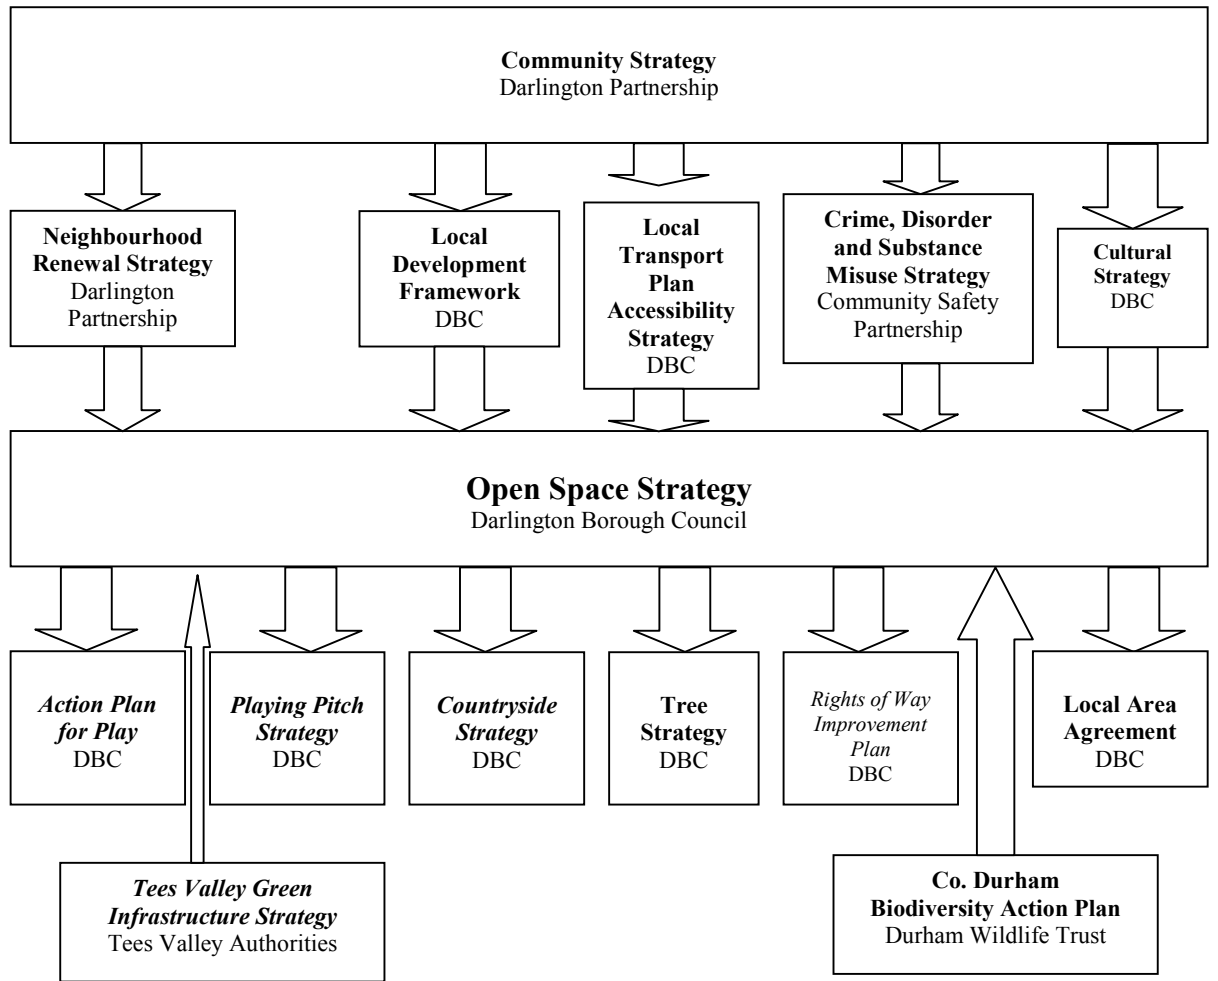 Community Strategy
Darlington Partnership
Neighbourhood
Renewal Strategy
Darlington
Partnership
Local
Development
Framework
DBC
Local
Transport
Plan
Accessibility
Strategy
DBC
Crime, Disorder
and Substance
Misuse Strategy
Community Safety
Partnership
Cultural
Strategy
DBC
Open Space Strategy
Darlington Borough Council
Action Plan
for Play
DBC
Playing Pitch
Strategy
DBC
Countryside
Strategy
DBC
Tree
Strategy
DBC
Rights of Way
Improvement
Plan
DBC
Local Area
Agreement
DBC
Tees Valley Green
Infrastructure Strategy
Tees Valley Authorities
Co. Durham
Biodiversity Action Plan
Durham Wildlife Trust